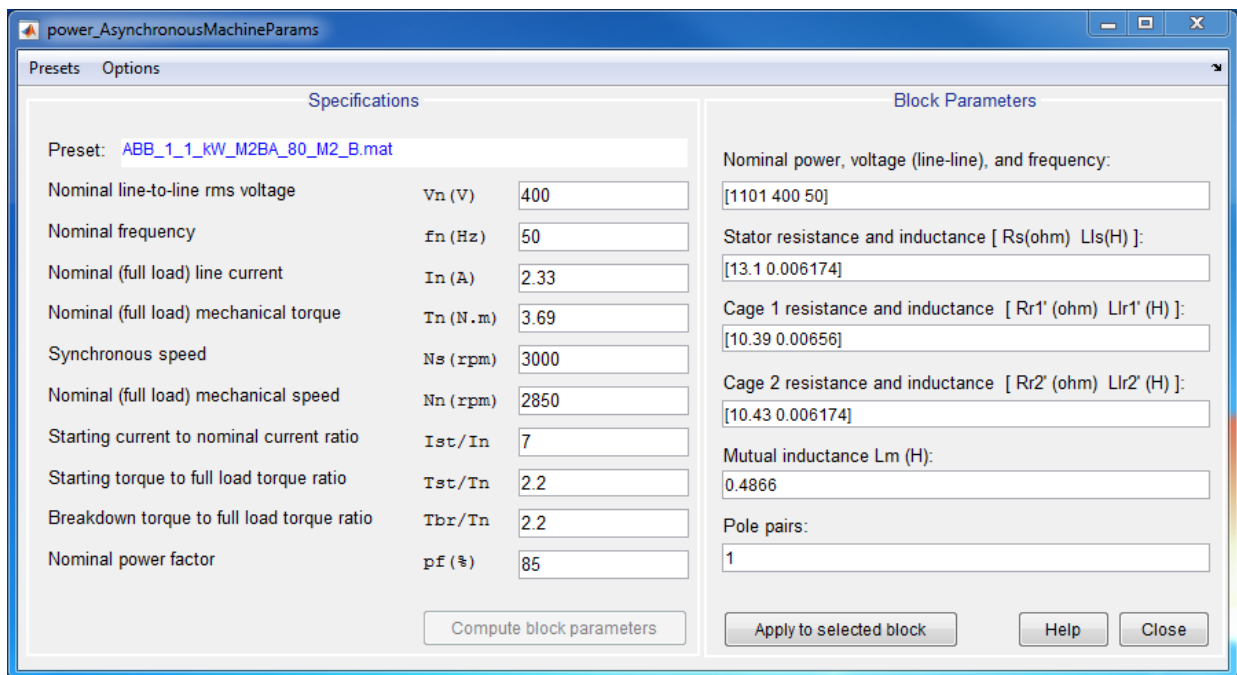 power_AsynchronousMachineParams
Presets Options
Specifications
Preset: ABB_1_1_kW_M2BA_80_M2_B.mat
Nominal line-to-line rms voltage Vn(V) 400
Nominal frequency fn(Hz) 50
Nominal (full load) line current In(A) 2.33
Nominal (full load) mechanical torque Tn(N.m) 3.69
Synchronous speed Ns(rpm) 3000
Nominal (full load) mechanical speed Nn(rpm) 2850
Starting current to nominal current ratio Ist/In 7
Starting torque to full load torque ratio Tst/Tn 2.2
Breakdown torque to full load torque ratio Tbr/Tn 2.2
Nominal power factor pf(%) 85
Compute block parameters
Block Parameters
Nominal power, voltage (line-line), and frequency:
[1101 400 50]
Stator resistance and inductance [ Rs(ohm) Lls(H) ]:
[13.1 0.006174]
Cage 1 resistance and inductance [ Rr1' (ohm) Llr1' (H) ]:
[10.39 0.00656]
Cage 2 resistance and inductance [ Rr2' (ohm) Llr2' (H) ]:
[10.43 0.006174]
Mutual inductance Lm (H):
0.4866
Pole pairs:
1
Apply to selected block Help Close